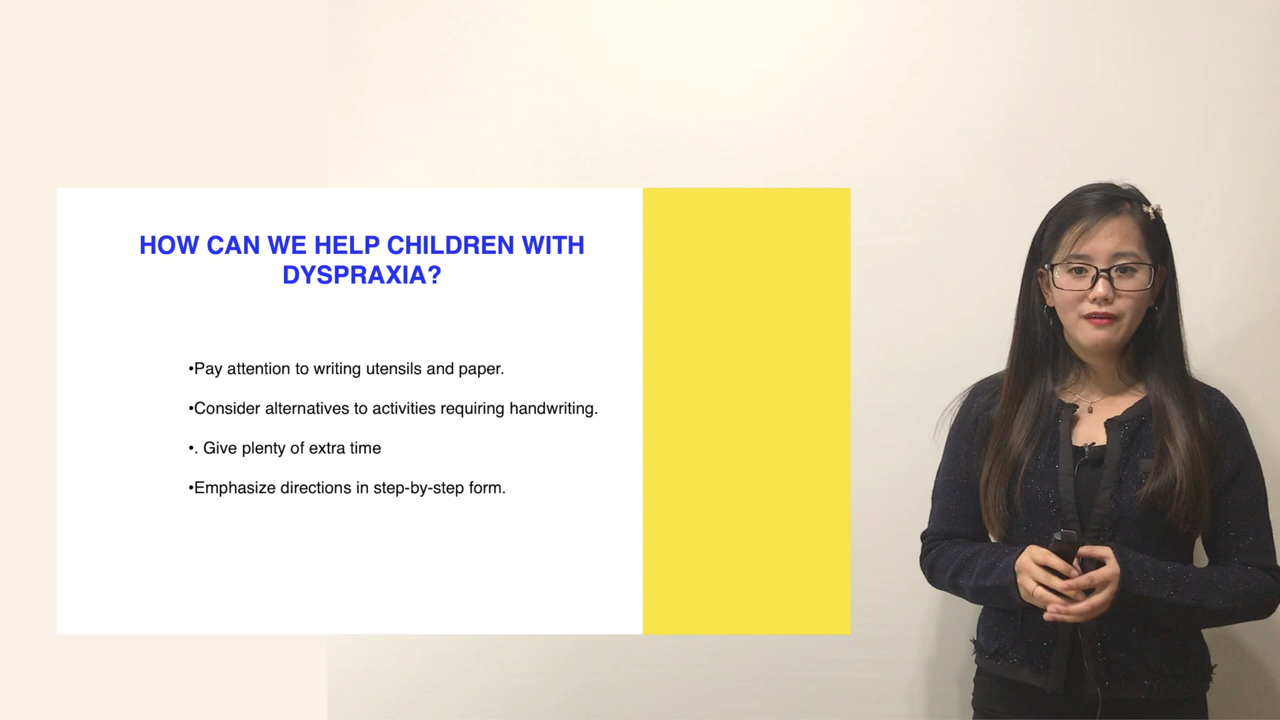 HOW CAN WE HELP CHILDREN WITH
DYSPRAXIA?
•Pay attention to writing utensils and paper.
•Consider alternatives to activities requiring handwriting.
•. Give plenty of extra time
•Emphasize directions in step-by-step form.